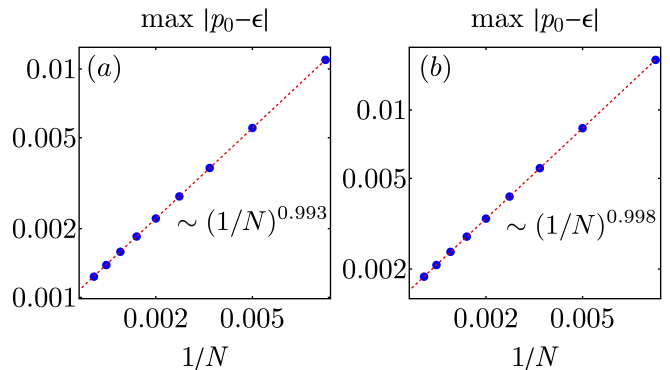 max |p₀–ϵ|
(a)
0.01
0.005
0.002
0.001
∼ (1/N)^0.993
0.002 0.005
1/N
max |p₀–ϵ|
(b)
0.01
0.005
0.002
∼ (1/N)^0.998
0.002 0.005
1/N